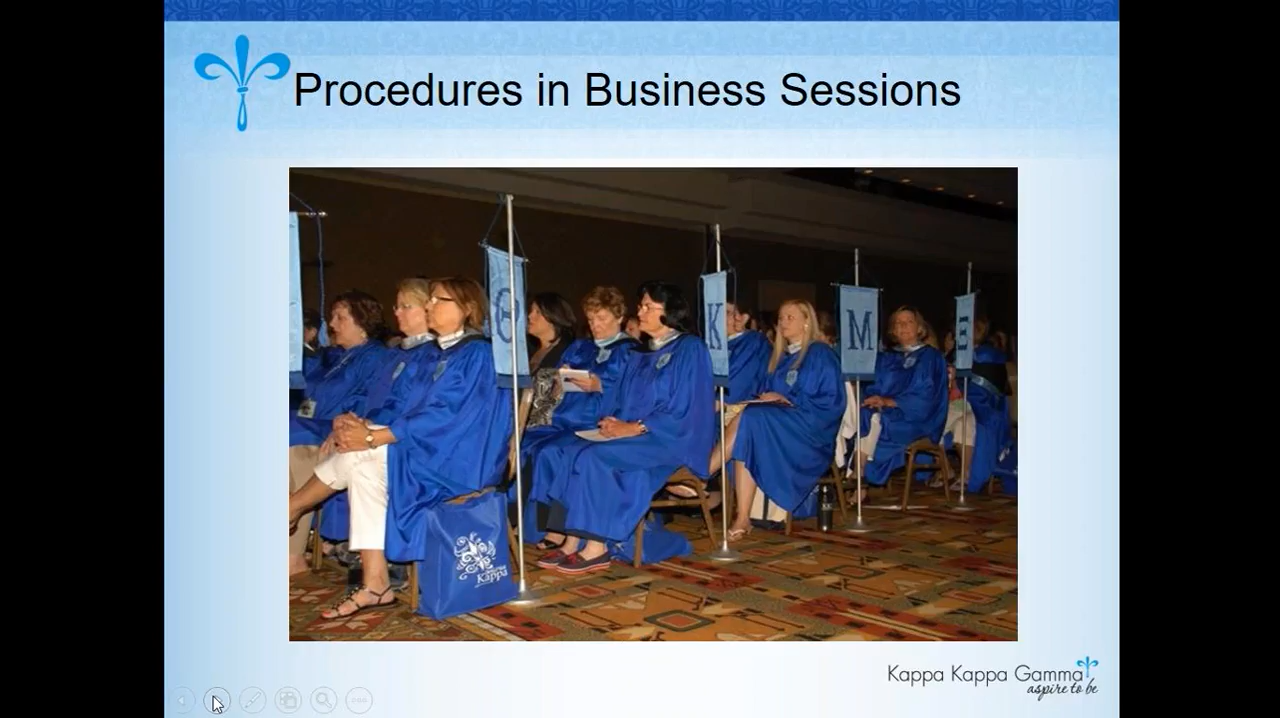 Procedures in Business Sessions
Θ
K
M
Ξ
Kappa
Kappa Kappa Gamma
aspire to be